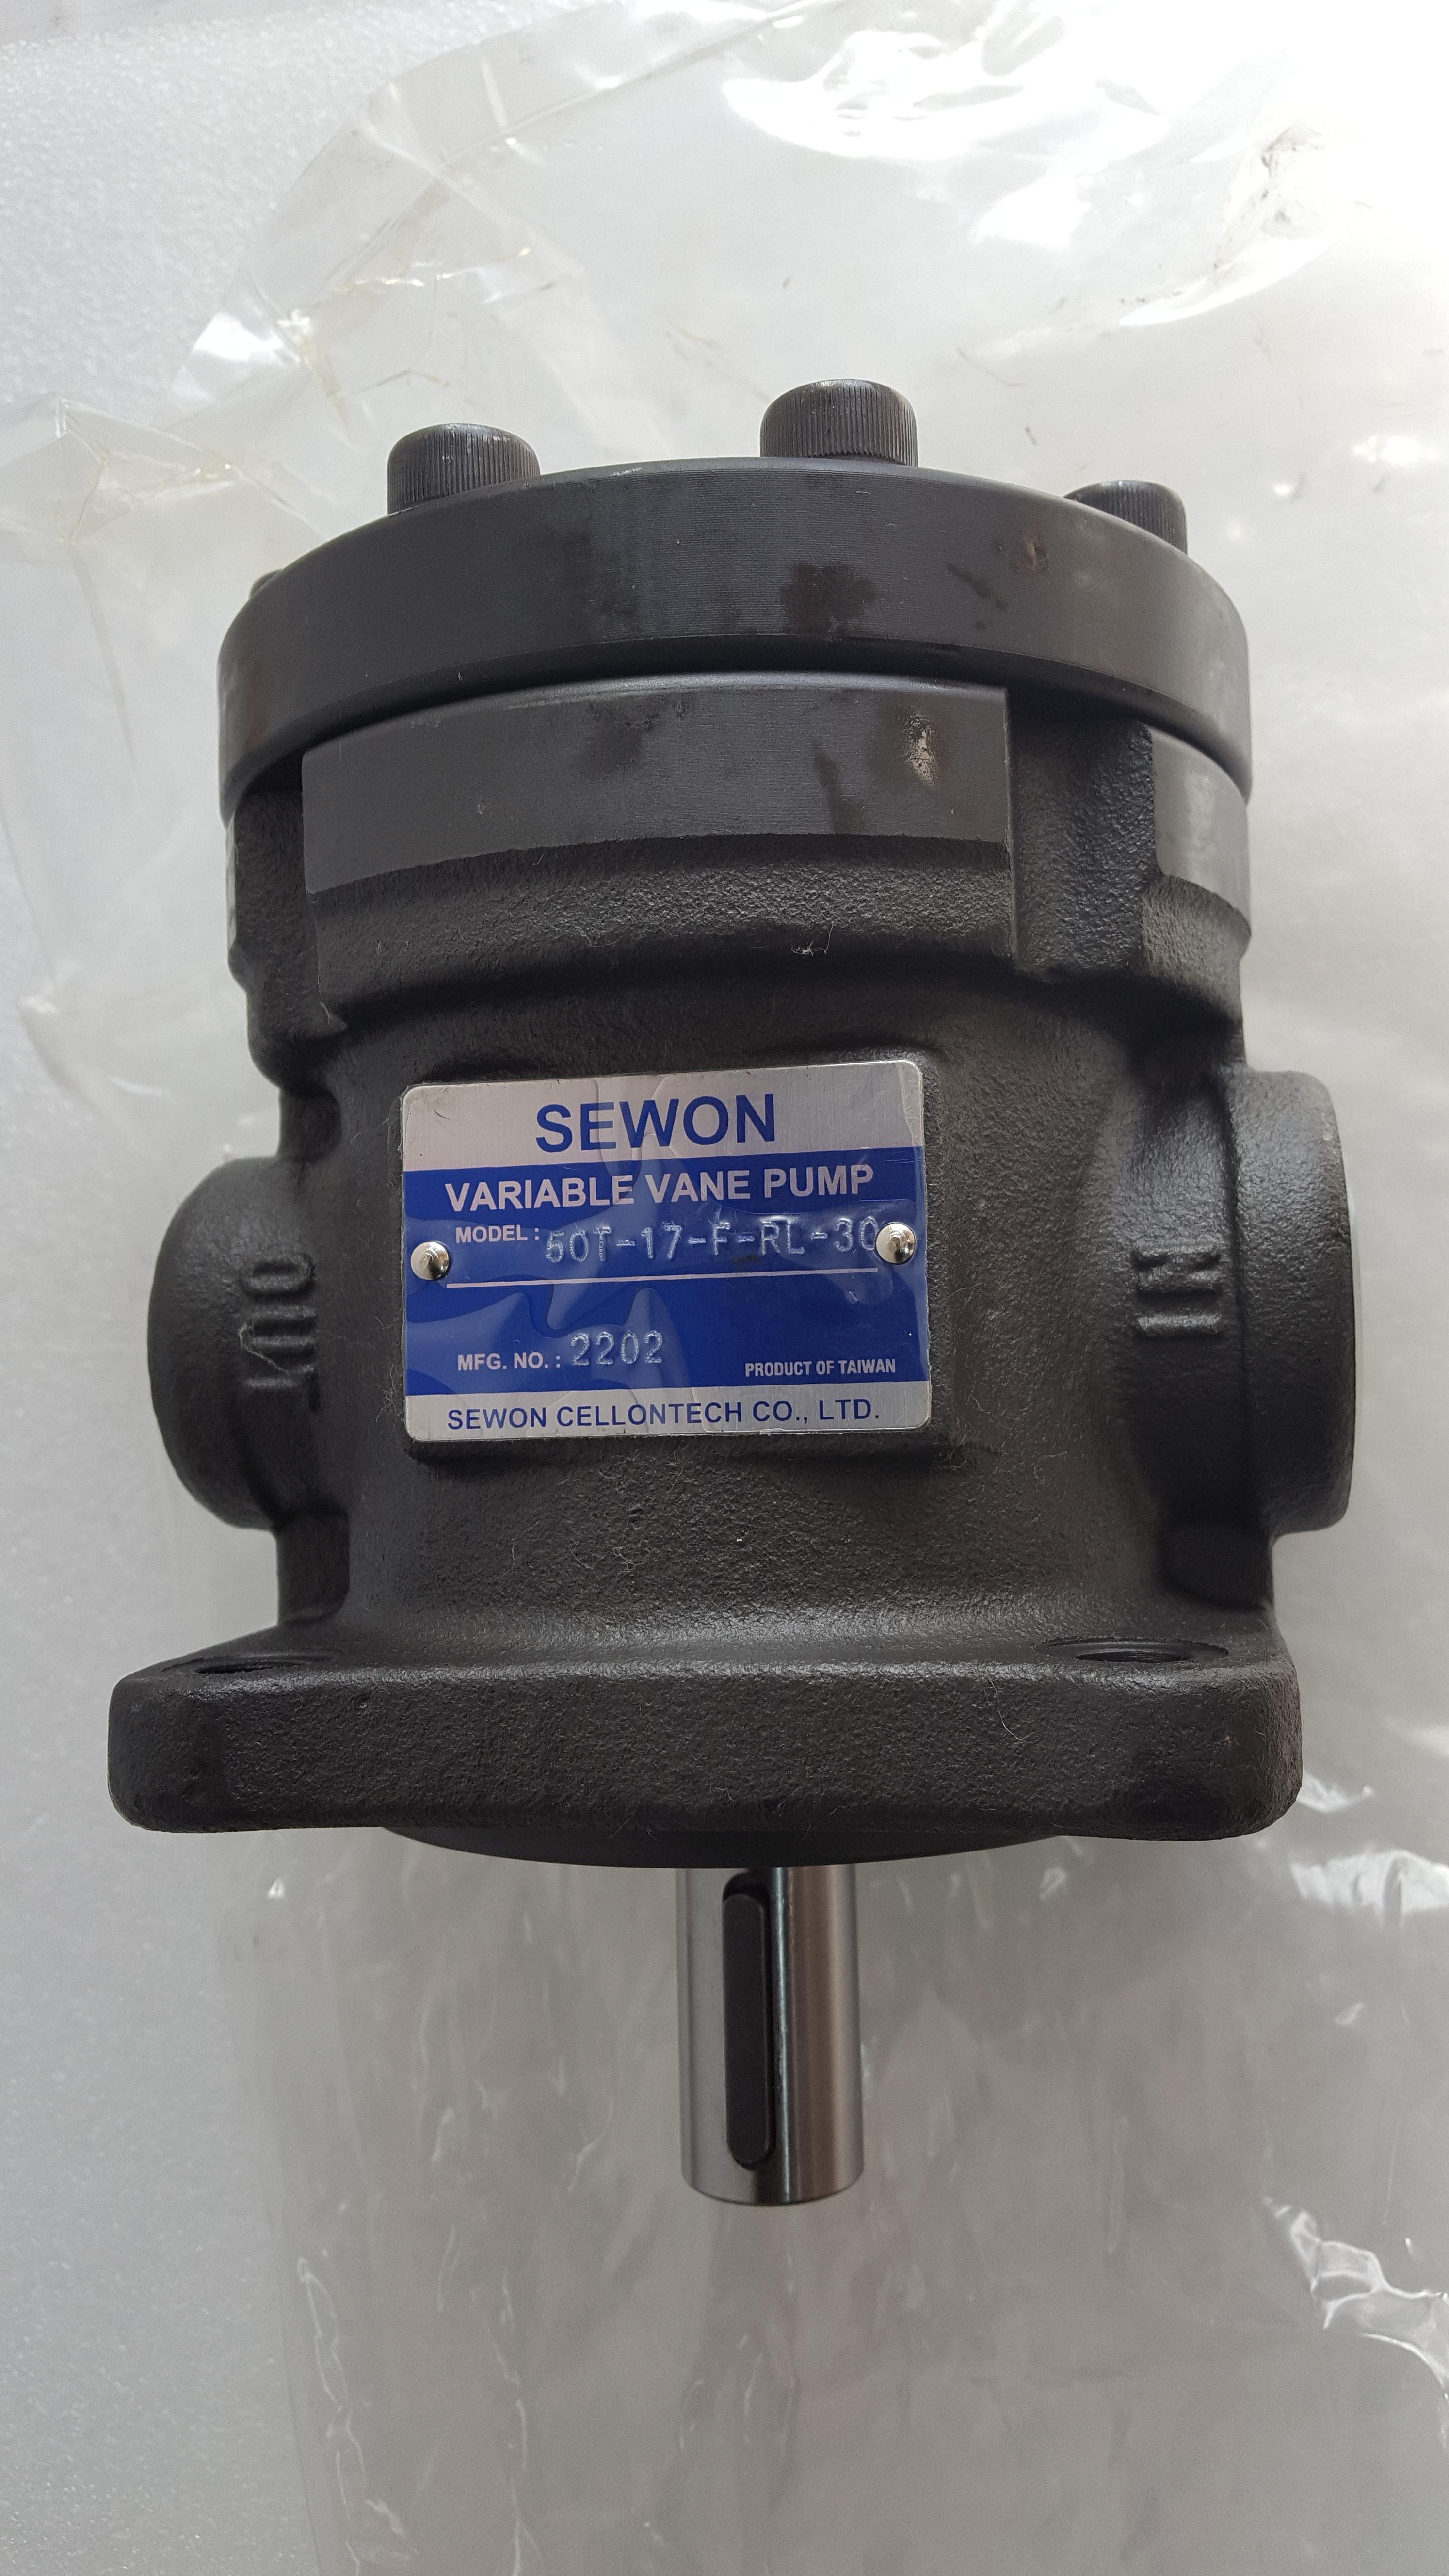 SEWON
VARIABLE VANE PUMP
MODEL : 50T-17-F-RL-30
MFG. NO. : 2202
PRODUCT OF TAIWAN
SEWON CELLONTECH CO., LTD.
OUT
IN